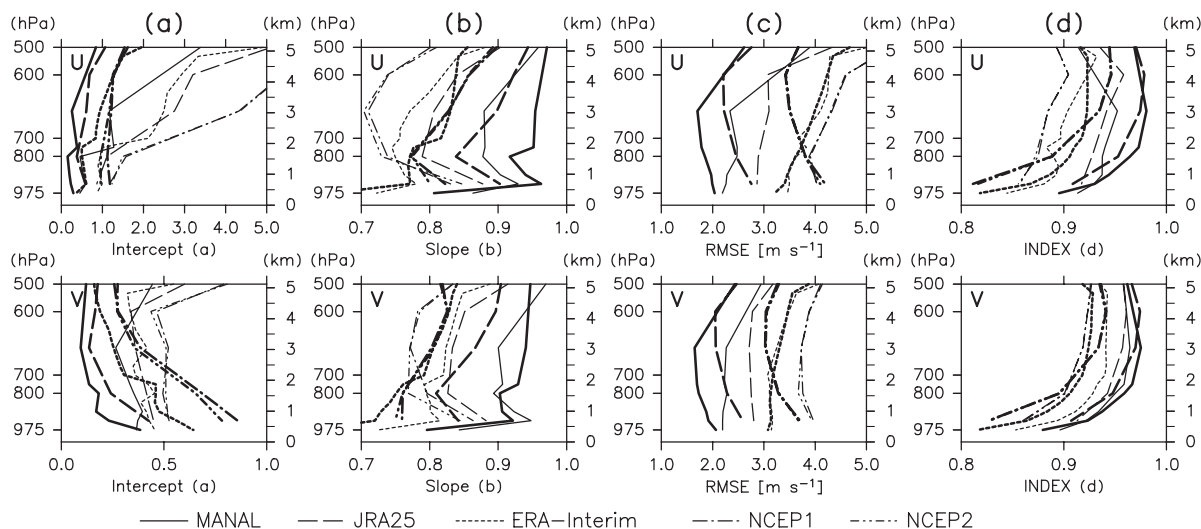 (hPa) (a) (km) (hPa) (b) (km) (hPa) (c) (km) (hPa) (d) (km)
500 U 5 500 U 5 500 U 5 500 U 5
600 4 600 4 600 4 600 4
3 3 3 3
700 2 700 2 700 2 700 2
800 1 800 1 800 1 800 1
975 0 975 0 975 0 975 0
0.0 1.0 2.0 3.0 4.0 5.0 0.7 0.8 0.9 1.0 1.0 2.0 3.0 4.0 5.0 0.8 0.9 1.0
Intercept (a) Slope (b) RMSE [m s⁻¹] INDEX (d)
(hPa) (km) (hPa) (km) (hPa) (km) (hPa) (km)
500 V 5 500 V 5 500 V 5 500 V 5
600 4 600 4 600 4 600 4
3 3 3 3
700 2 700 2 700 2 700 2
800 1 800 1 800 1 800 1
975 0 975 0 975 0 975 0
0.0 0.5 1.0 0.7 0.8 0.9 1.0 1.0 2.0 3.0 4.0 5.0 0.8 0.9 1.0
Intercept (a) Slope (b) RMSE [m s⁻¹] INDEX (d)
MANAL JRA25 ERA-Interim NCEP1 NCEP2